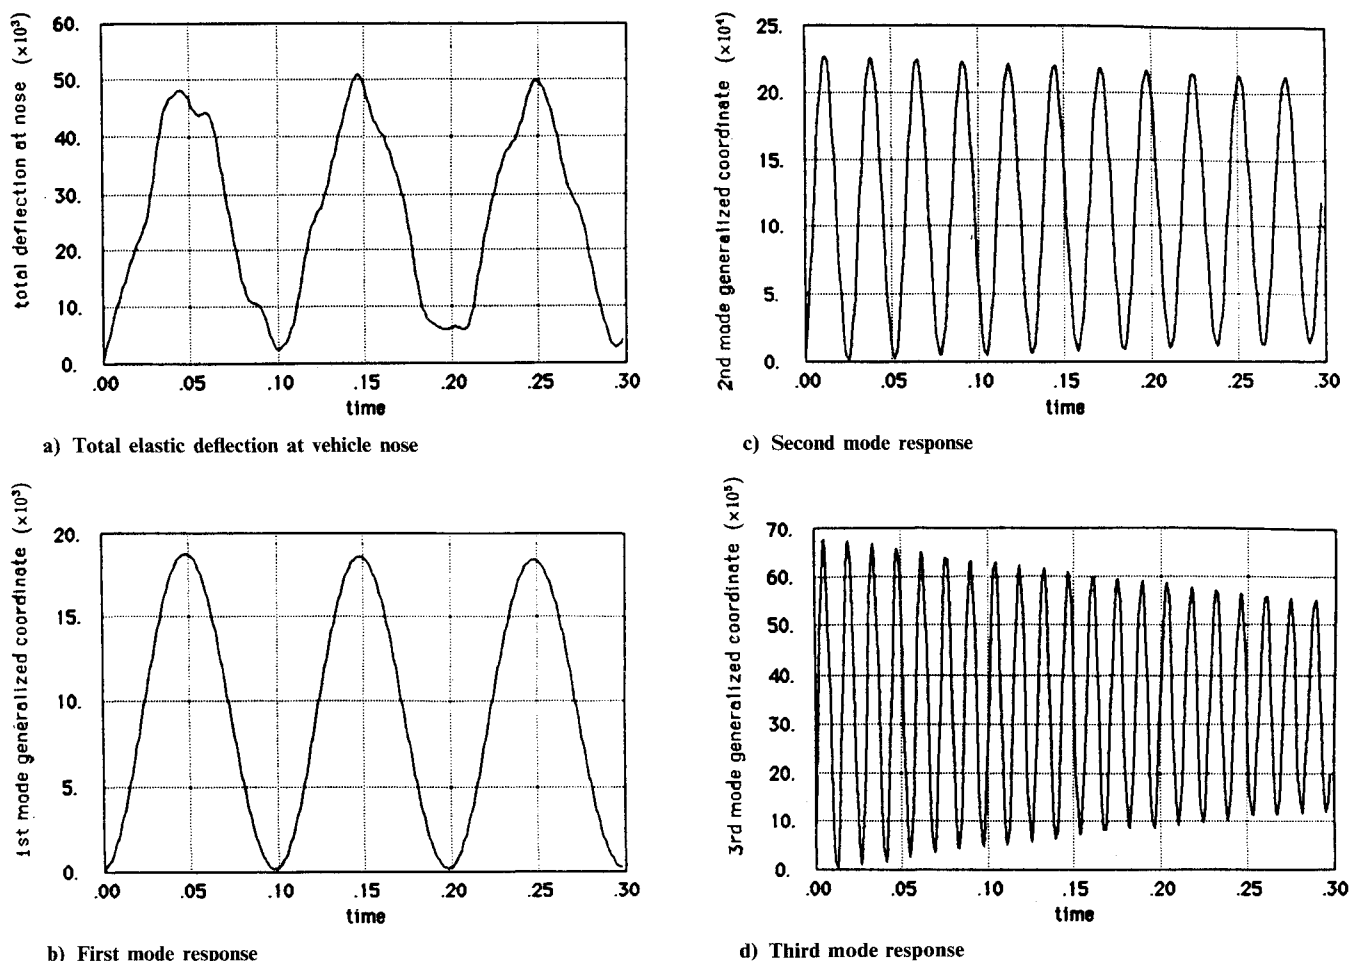 total deflection at nose (×10³)
60.
50.
40.
30.
20.
10.
0.
.00 .05 .10 .15 .20 .25 .30
time
a) Total elastic deflection at vehicle nose
1st mode generalized coordinate (×10³)
20.
15.
10.
5.
0.
.00 .05 .10 .15 .20 .25 .30
time
b) First mode response
2nd mode generalized coordinate (×10⁴)
25.
20.
15.
10.
5.
0.
.00 .05 .10 .15 .20 .25 .30
time
c) Second mode response
3rd mode generalized coordinate (×10⁵)
70.
60.
50.
40.
30.
20.
10.
0.
.00 .05 .10 .15 .20 .25 .30
time
d) Third mode response